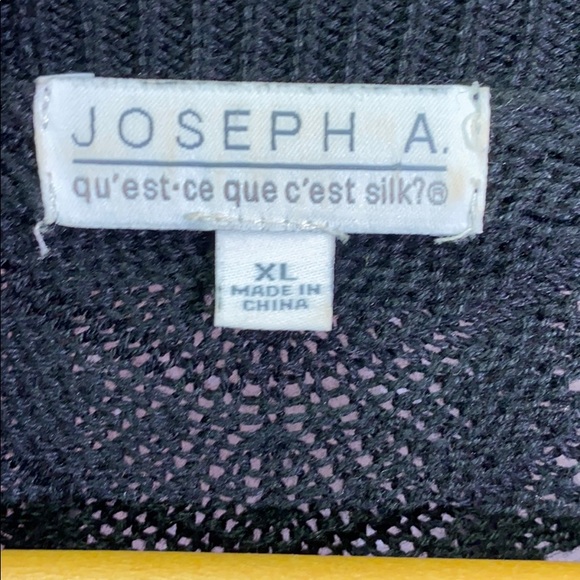 JOSEPH A.
qu'est-ce que c'est silk?®
XL
MADE IN
CHINA